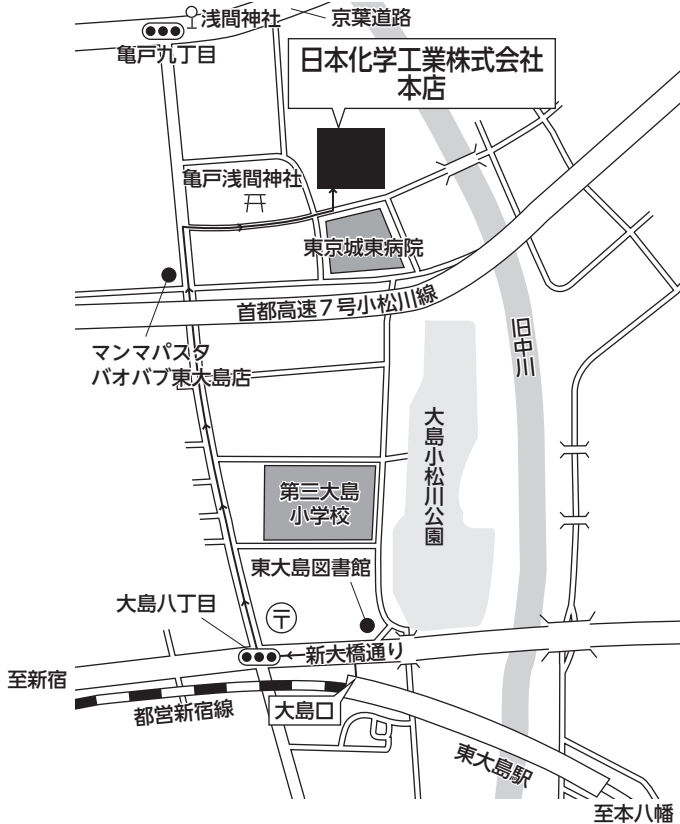 浅間神社
京葉道路
亀戸九丁目
日本化学工業株式会社
本店
亀戸浅間神社
東京城東病院
首都高速7号小松川線
マンマパスタ
バオバブ東大島店
旧中川
大島小松川公園
第三大島
小学校
東大島図書館
大島八丁目
〒
新大橋通り
至新宿
都営新宿線
大島口
東大島駅
至本八幡